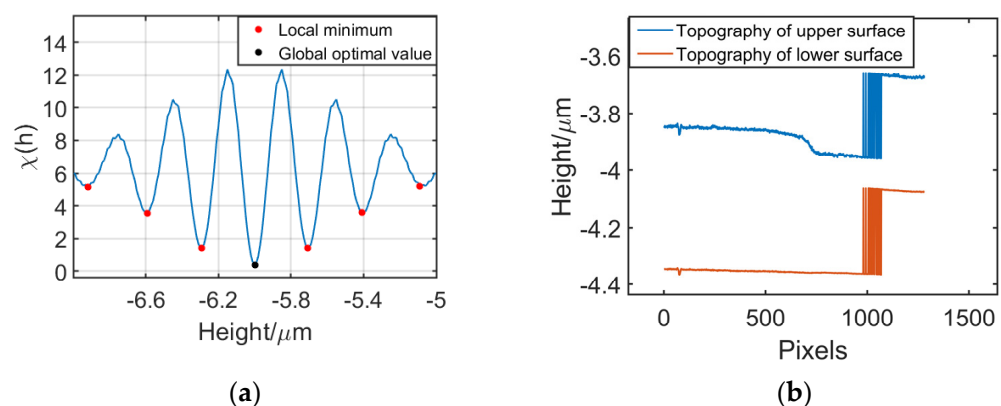 Local minimum
Global optimal value
14
12
10
8
6
4
2
0
χ(h)
-6.6
-6.2
-5.8
-5.4
-5
Height/μm
(a)
Topography of upper surface
Topography of lower surface
-3.6
-3.8
-4
-4.2
-4.4
Height/μm
0
500
1000
1500
Pixels
(b)